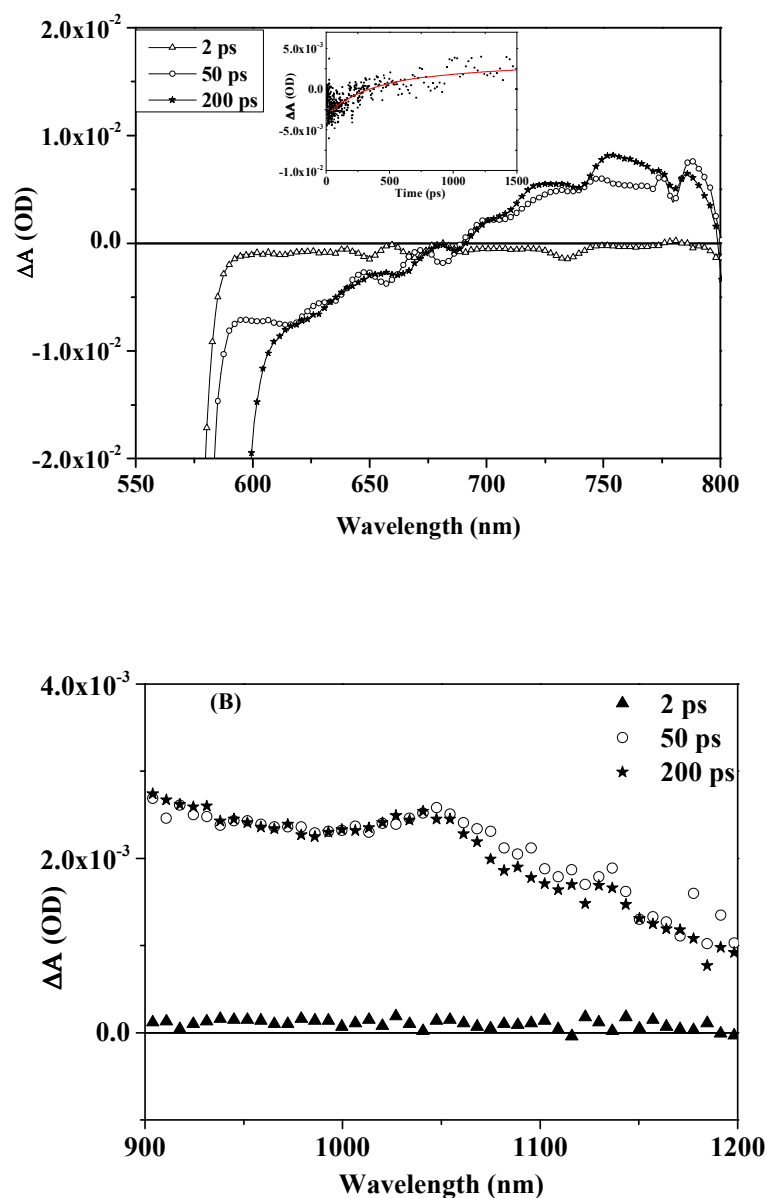 2.0x10⁻²
1.0x10⁻²
0.0
-1.0x10⁻²
-2.0x10⁻²
ΔA (OD)
2 ps
50 ps
200 ps
5.0x10⁻³
0.0
-5.0x10⁻³
-1.0x10⁻²
ΔA (OD)
0 500 1000 1500
Time (ps)
550 600 650 700 750 800
Wavelength (nm)
4.0x10⁻³
2.0x10⁻³
0.0
ΔA (OD)
(B)
2 ps
50 ps
200 ps
900 1000 1100 1200
Wavelength (nm)